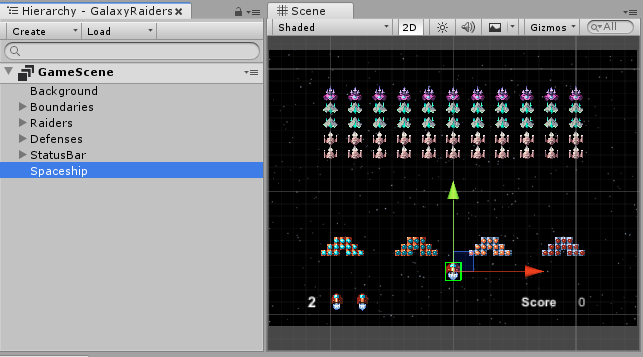 Hierarchy - GalaxyRaiders
Create Load
GameScene
Background
Boundaries
Raiders
Defenses
StatusBar
Spaceship
Scene
Shaded 2D Gizmos All
2 Score 0